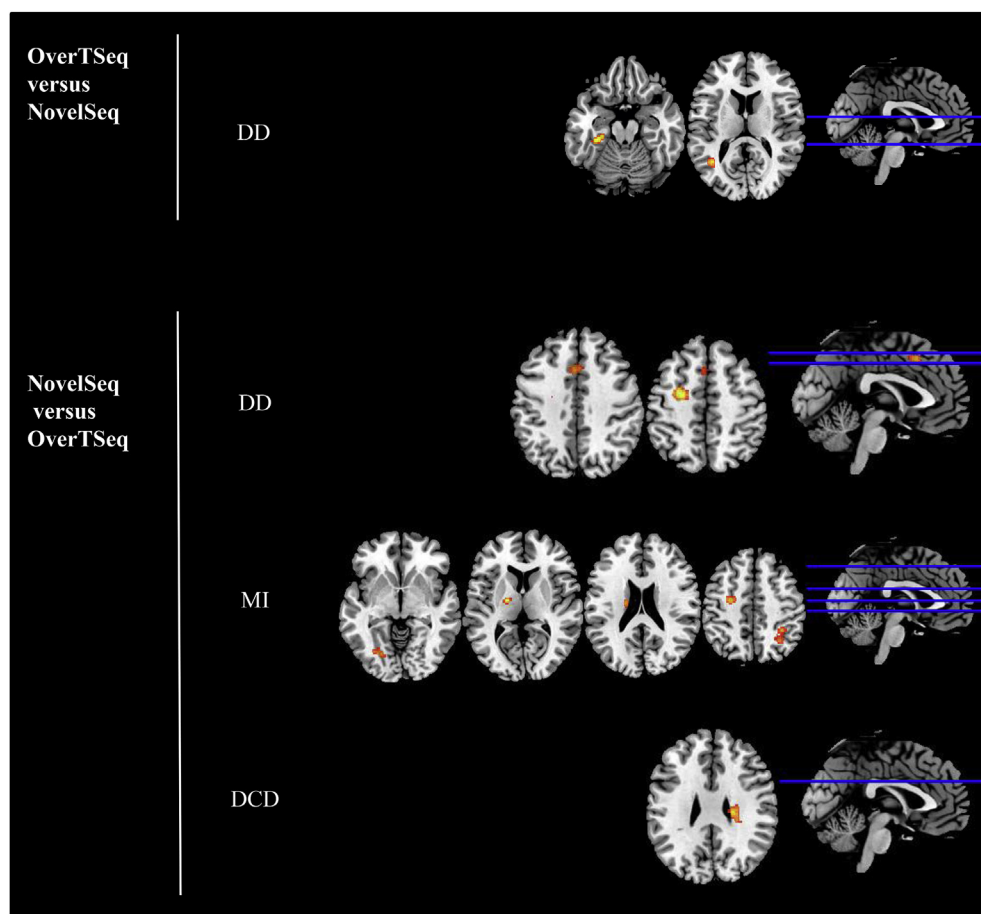 OverTSeq
versus
NovelSeq
DD
NovelSeq
versus
OverTSeq
DD
MI
DCD